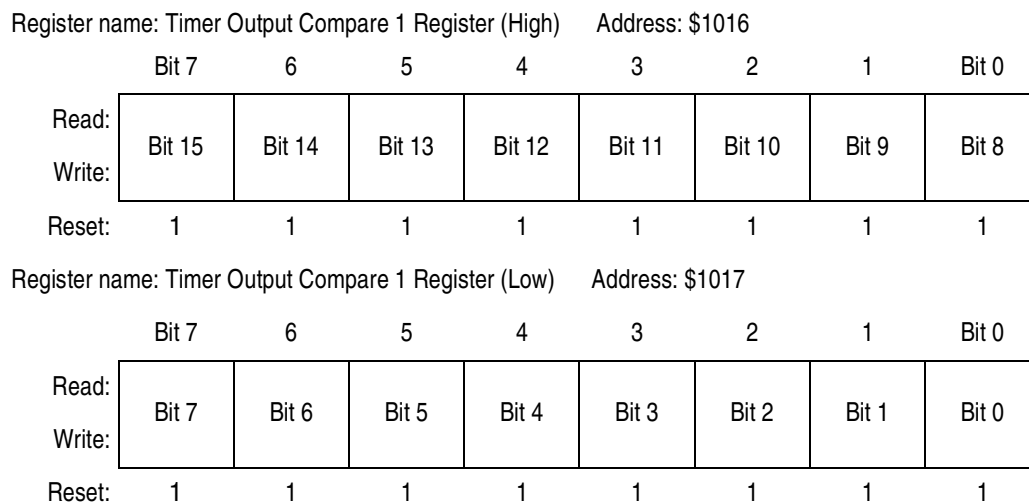 Register name: Timer Output Compare 1 Register (High) Address: $1016
Bit 7 6 5 4 3 2 1 Bit 0
Read:
Bit 15 Bit 14 Bit 13 Bit 12 Bit 11 Bit 10 Bit 9 Bit 8
Write:
Reset: 1 1 1 1 1 1 1 1
Register name: Timer Output Compare 1 Register (Low) Address: $1017
Bit 7 6 5 4 3 2 1 Bit 0
Read:
Bit 7 Bit 6 Bit 5 Bit 4 Bit 3 Bit 2 Bit 1 Bit 0
Write:
Reset: 1 1 1 1 1 1 1 1